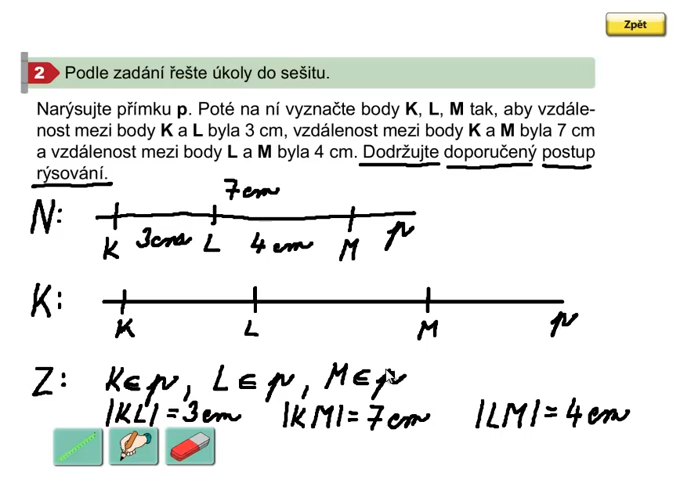 Zpět
2 Podle zadání řešte úkoly do sešitu.
Narýsujte přímku p. Poté na ní vyznačte body K, L, M tak, aby vzdále-
nost mezi body K a L byla 3 cm, vzdálenost mezi body K a M byla 7 cm
a vzdálenost mezi body L a M byla 4 cm. Dodržujte doporučený postup
rýsování.
7 cm
N:
K 3 cm L 4 cm M p
K:
K L M p
Z: K ∈ p, L ∈ p, M ∈ p
|KL| = 3 cm |KM| = 7 cm |LM| = 4 cm